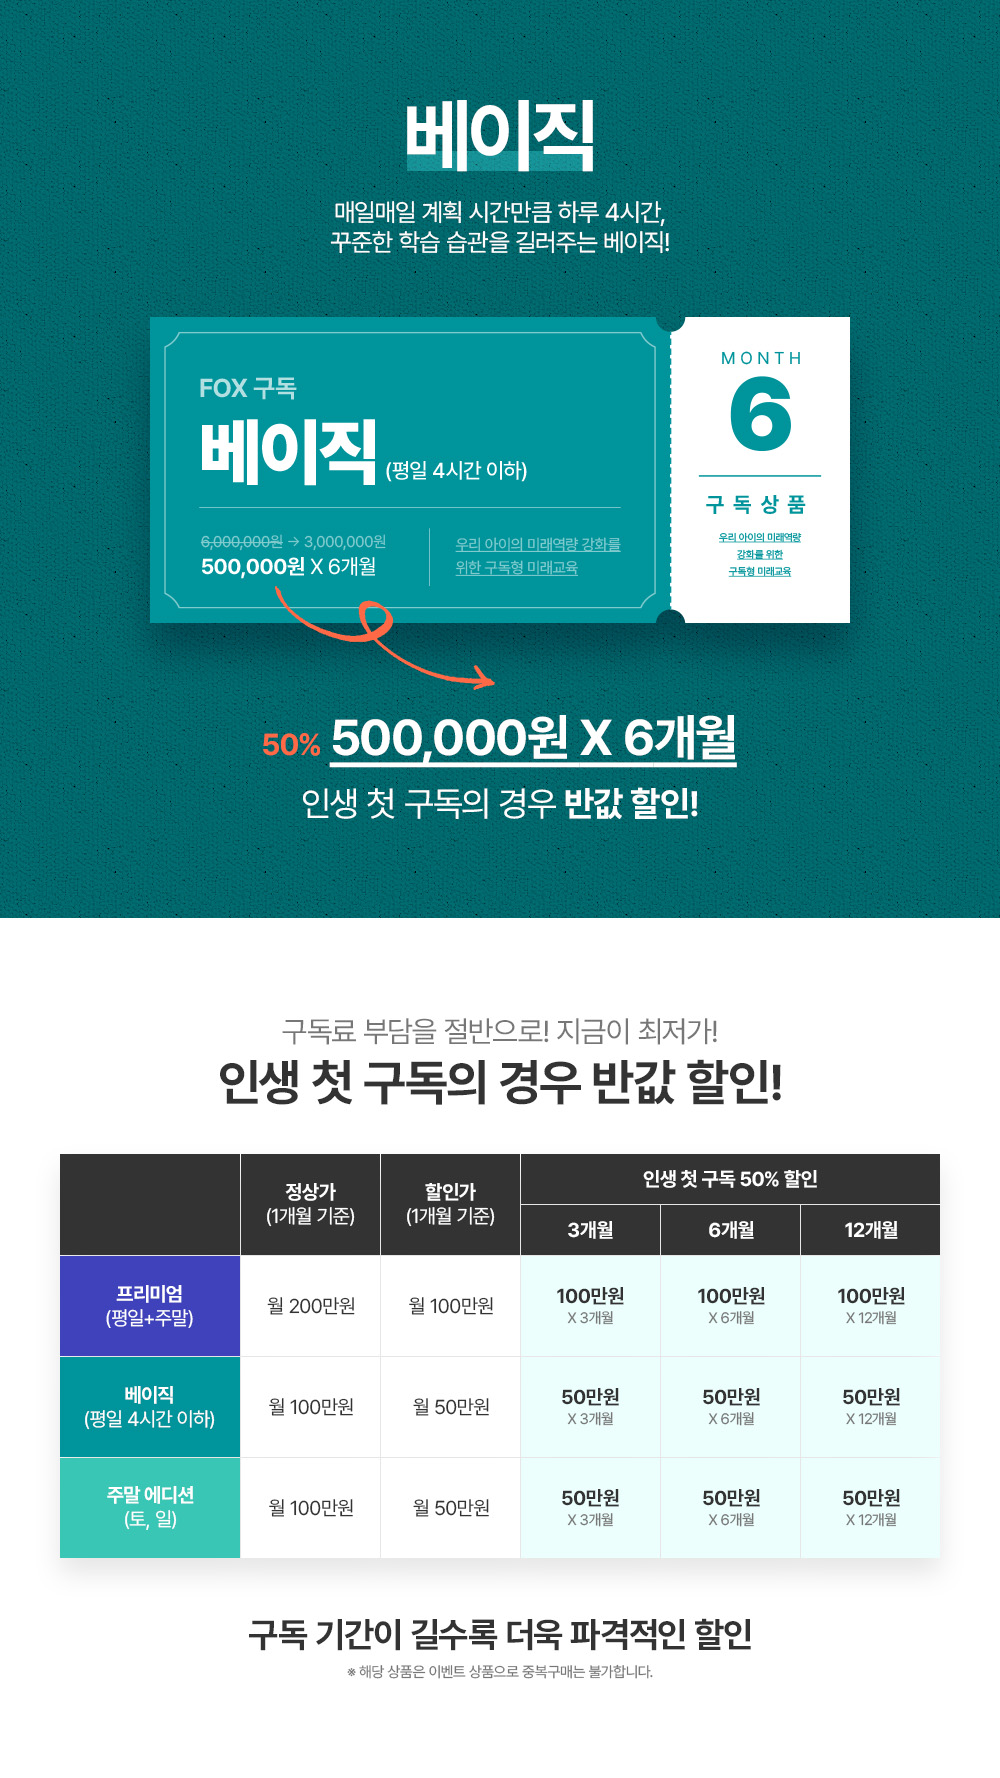 베이직
매일매일 계획 시간만큼 하루 4시간,
꾸준한 학습 습관을 길러주는 베이직!
FOX 구독
베이직 (평일 4시간 이하)
6,000,000원 → 3,000,000원
500,000원 X 6개월
우리 아이의 미래역량 강화를
위한 구독형 미래교육
MONTH
6
구독상품
우리 아이의 미래역량
강화를 위한
구독형 미래교육
50% 500,000원 X 6개월
인생 첫 구독의 경우 반값 할인!
구독료 부담을 절반으로! 지금이 최저가!
인생 첫 구독의 경우 반값 할인!
정상가
(1개월 기준)
할인가
(1개월 기준)
인생 첫 구독 50% 할인
3개월
6개월
12개월
프리미엄
(평일+주말)
월 200만원
월 100만원
100만원
X 3개월
100만원
X 6개월
100만원
X 12개월
베이직
(평일 4시간 이하)
월 100만원
월 50만원
50만원
X 3개월
50만원
X 6개월
50만원
X 12개월
주말 에디션
(토, 일)
월 100만원
월 50만원
50만원
X 3개월
50만원
X 6개월
50만원
X 12개월
구독 기간이 길수록 더욱 파격적인 할인
※ 해당 상품은 이벤트 상품으로 중복구매는 불가합니다.